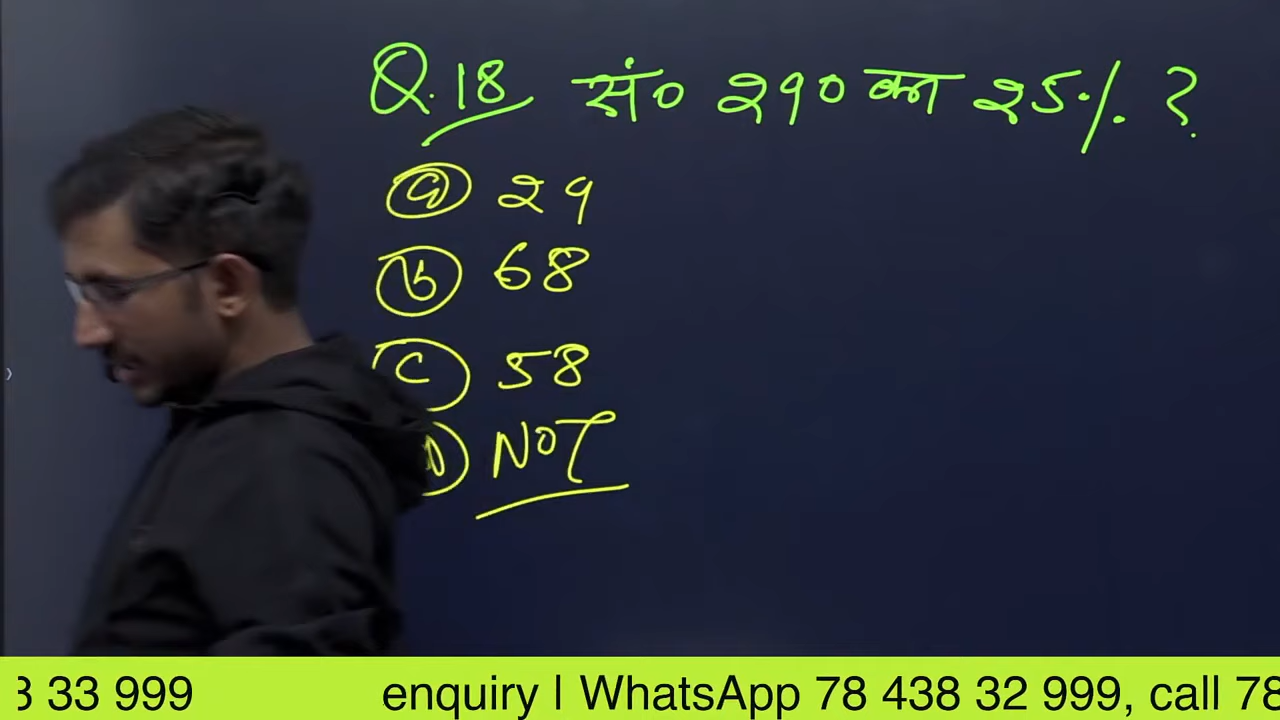 Q.18 सं० 290 का 25% ?
(a) 29
(b) 68
(c) 58
(D) NOT
3 33 999 enquiry | WhatsApp 78 438 32 999, call 78